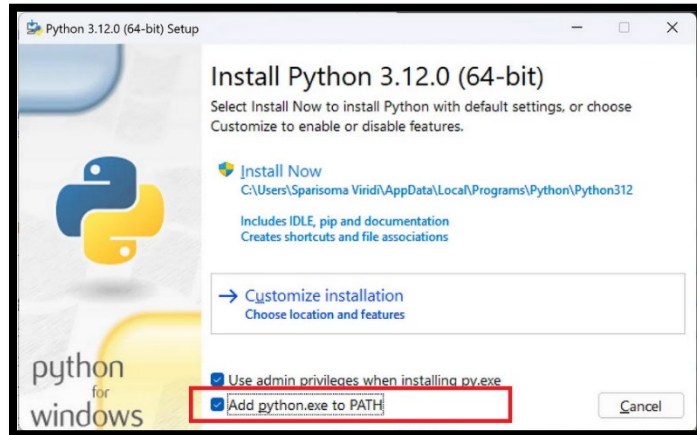 Python 3.12.0 (64-bit) Setup
Install Python 3.12.0 (64-bit)
Select Install Now to install Python with default settings, or choose
Customize to enable or disable features.
Install Now
C:\Users\Sparisoma Viridi\AppData\Local\Programs\Python\Python312
Includes IDLE, pip and documentation
Creates shortcuts and file associations
Customize installation
Choose location and features
Use admin privileges when installing py.exe
Add python.exe to PATH
Cancel
python
for
windows